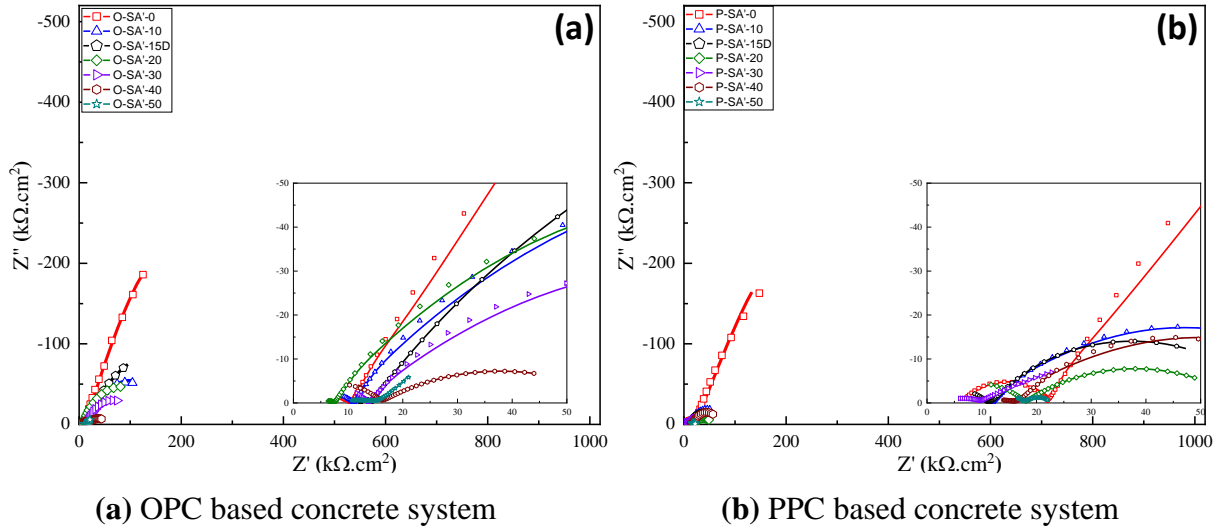 -500
-400
-300
-200
-100
0
0 200 400 600 800 1000
Z'' (kΩ.cm²)
Z' (kΩ.cm²)
O-SA'-0
O-SA'-10
O-SA'-15D
O-SA'-20
O-SA'-30
O-SA'-40
O-SA'-50
(a)
-50
-40
-30
-20
-10
0
0 10 20 30 40 50
(a) OPC based concrete system
-500
-400
-300
-200
-100
0
0 200 400 600 800 1000
Z'' (kΩ.cm²)
Z' (kΩ.cm²)
P-SA'-0
P-SA'-10
P-SA'-15D
P-SA'-20
P-SA'-30
P-SA'-40
P-SA'-50
(b)
-50
-40
-30
-20
-10
0
0 10 20 30 40 50
(b) PPC based concrete system